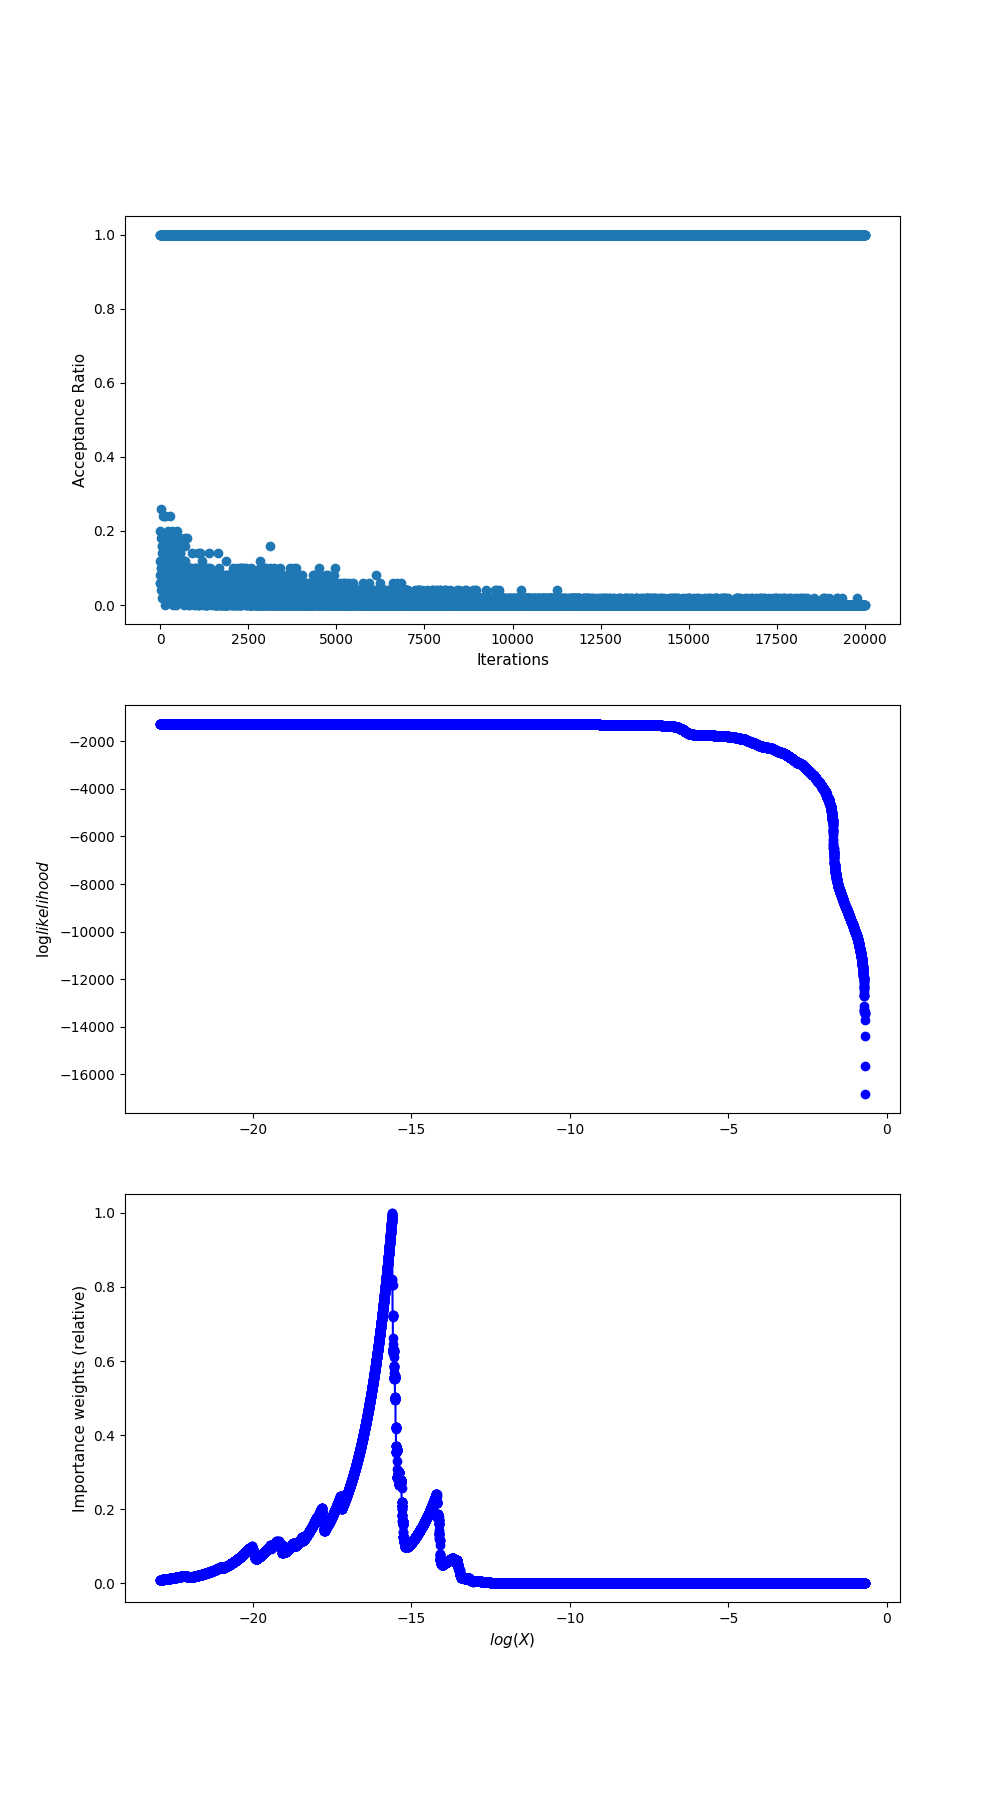 1.0
0.8
0.6
0.4
0.2
0.0
Acceptance Ratio
0 2500 5000 7500 10000 12500 15000 17500 20000
Iterations
−2000
−4000
−6000
−8000
−10000
−12000
−14000
−16000
loglikelihood
−20 −15 −10 −5 0
1.0
0.8
0.6
0.4
0.2
0.0
Importance weights (relative)
−20 −15 −10 −5 0
log(X)